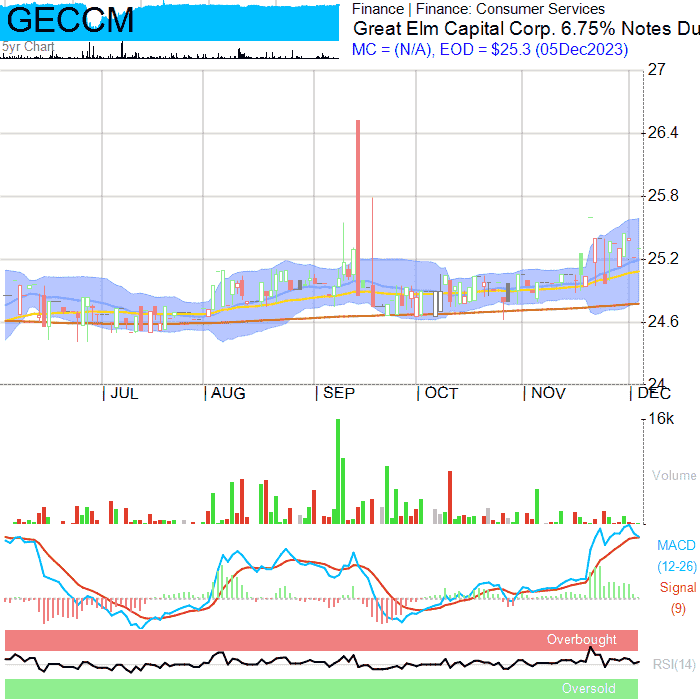 GECCM
5yr Chart
Finance | Finance: Consumer Services
Great Elm Capital Corp. 6.75% Notes Du
MC = (N/A), EOD = $25.3 (05Dec2023)
27
26.4
25.8
25.2
24.6
24
| JUL | AUG | SEP | OCT | NOV | DEC
16k
Volume
MACD
(12-26)
Signal
(9)
Overbought
RSI(14)
Oversold